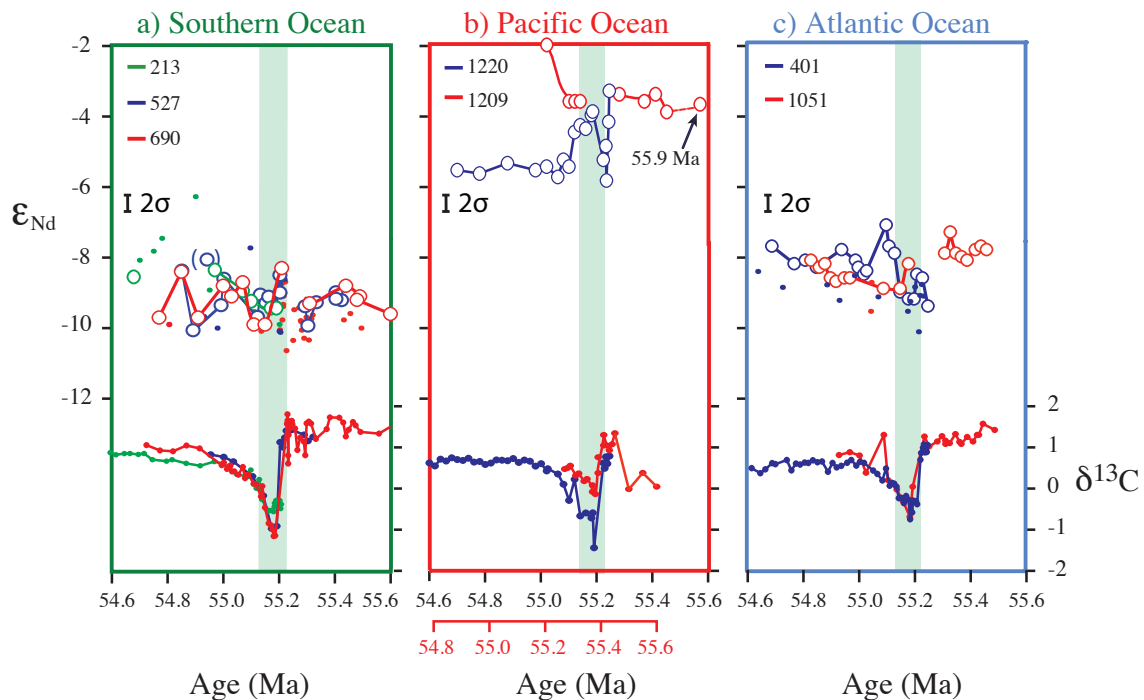 a) Southern Ocean
b) Pacific Ocean
c) Atlantic Ocean
-2
-4
-6
-8
-10
-12
εNd
213
527
690
I 2σ
( )
1220
1209
55.9 Ma
I 2σ
401
1051
I 2σ
2
1
0
-1
-2
δ¹³C
54.6 54.8 55.0 55.2 55.4 55.6
54.6 54.8 55.0 55.2 55.4 55.6
54.6 54.8 55.0 55.2 55.4 55.6
54.8 55.0 55.2 55.4 55.6
Age (Ma)
Age (Ma)
Age (Ma)